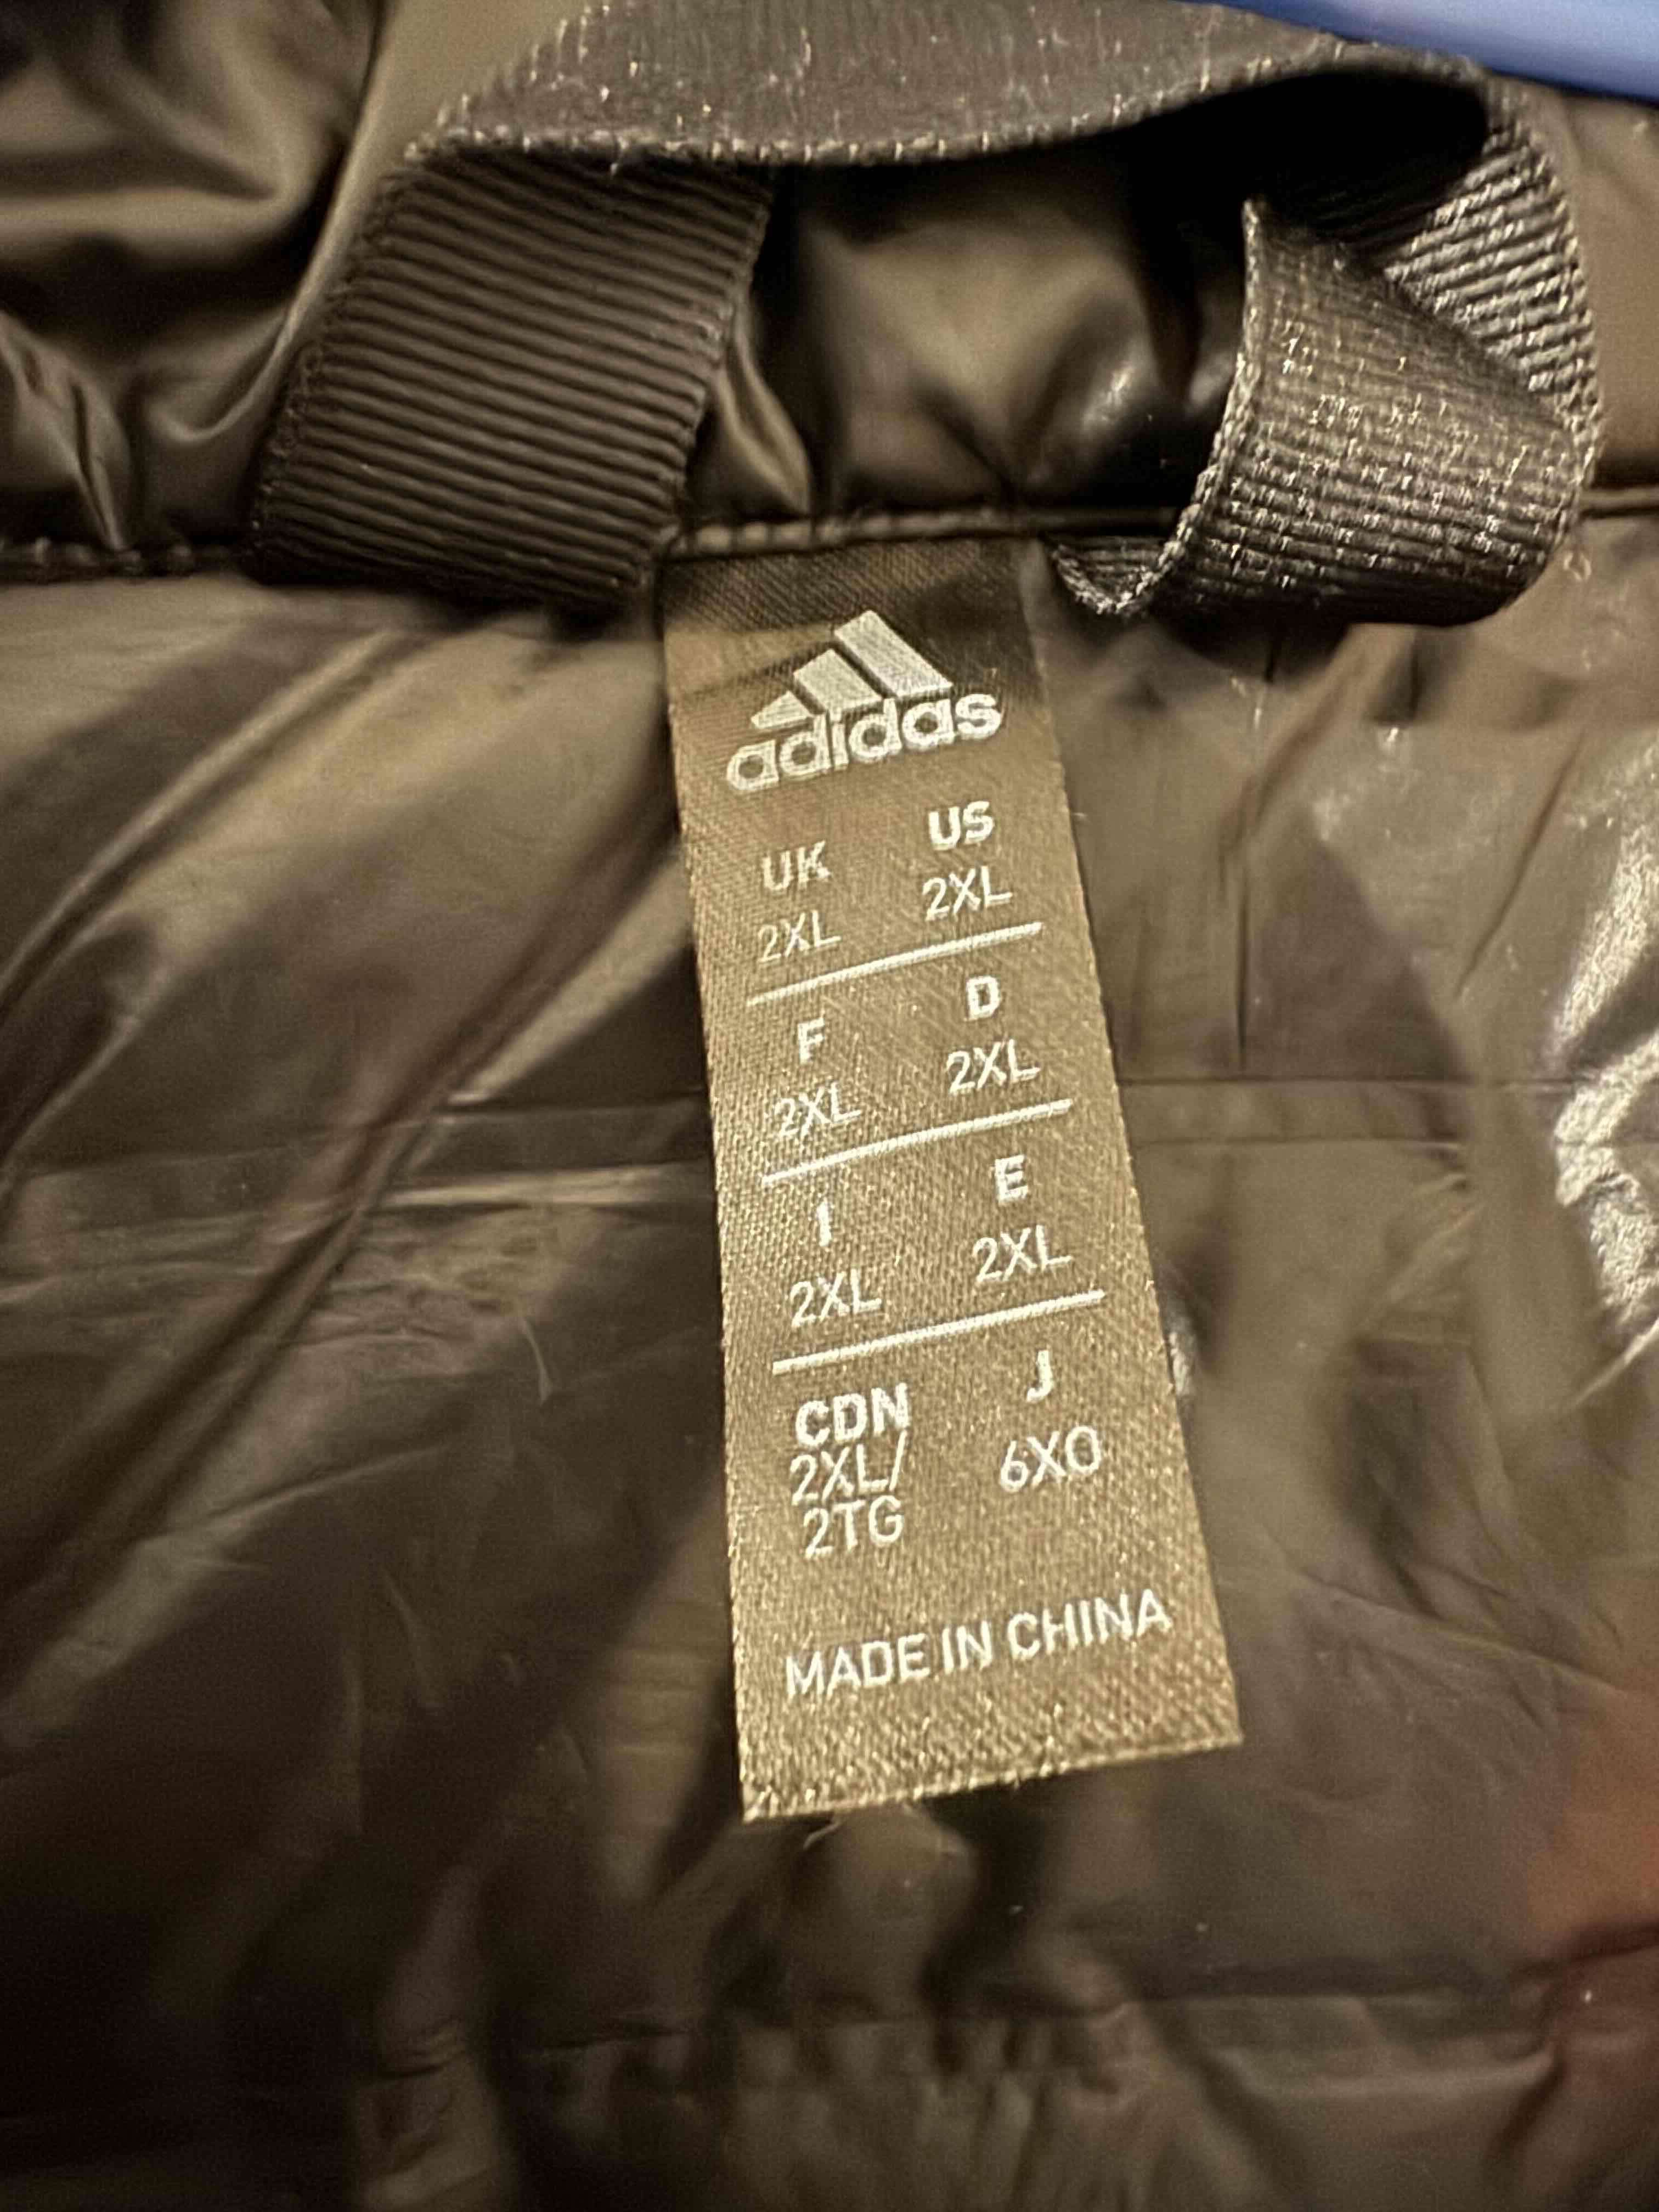 adidas
UK US
2XL 2XL
F D
2XL 2XL
I E
2XL 2XL
CDN J
2XL/ 6XO
2TG
MADE IN CHINA